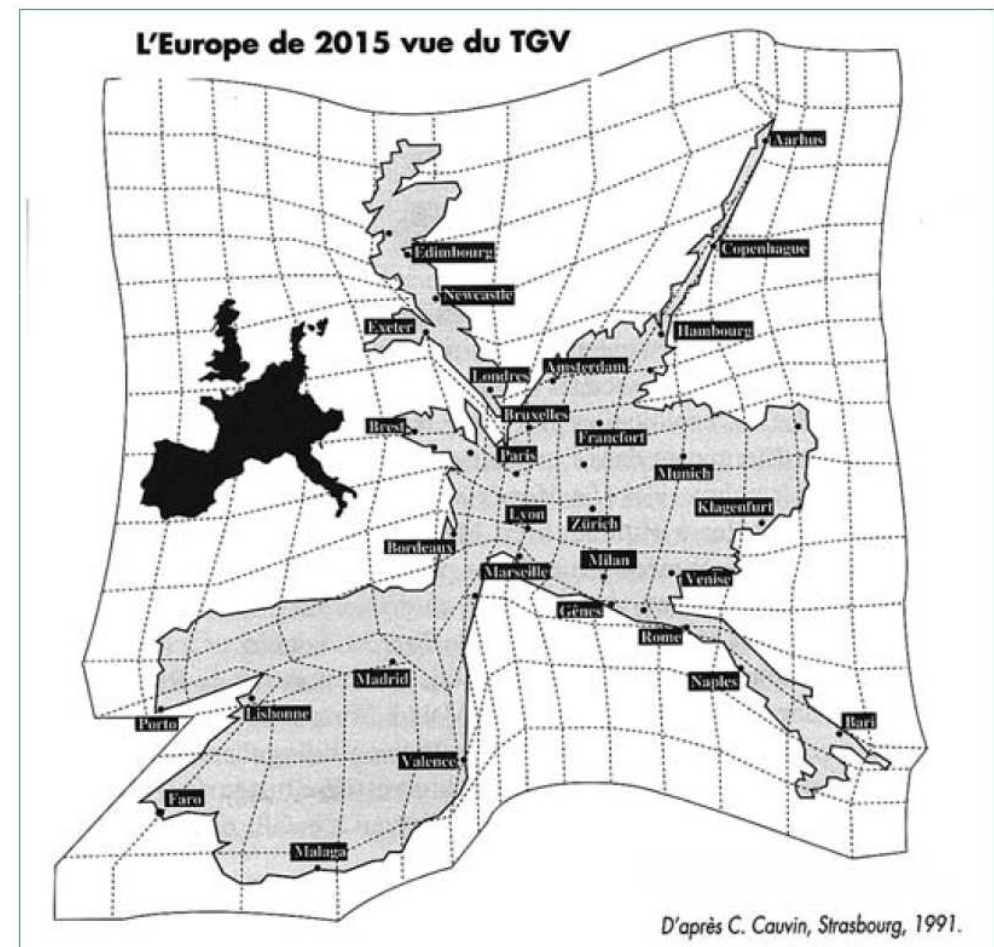 L'Europe de 2015 vue du TGV
Aarhus
Copenhague
Edimbourg
Newcastle
Exeter
Hambourg
Amsterdam
Londres
Bruxelles
Brest
Francfort
Paris
Munich
Klagenfurt
Lyon
Zürich
Bordeaux
Milan
Marseille
Venise
Gênes
Rome
Madrid
Naples
Lisbonne
Porto
Bari
Valence
Faro
Malaga
D'après C. Cauvin, Strasbourg, 1991.